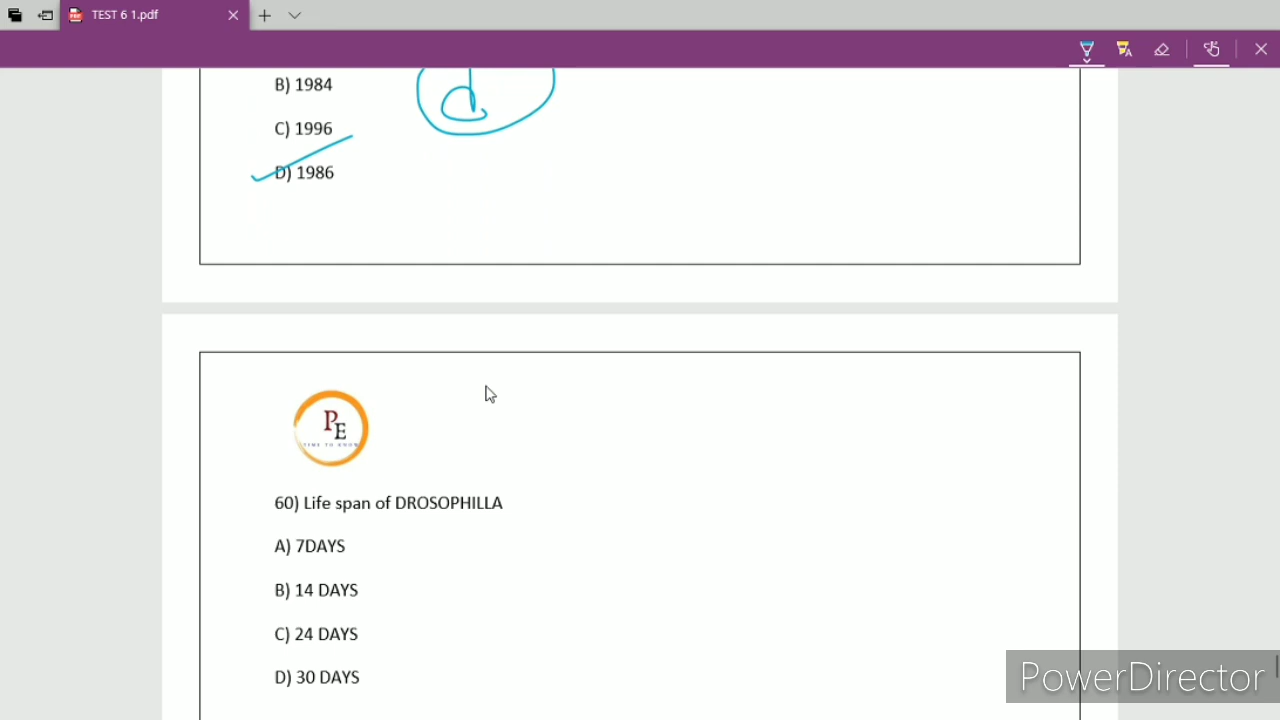 TEST 6 1.pdf
B) 1984
C) 1996
D) 1986
d
PE
60) Life span of DROSOPHILLA
A) 7DAYS
B) 14 DAYS
C) 24 DAYS
D) 30 DAYS
PowerDirector